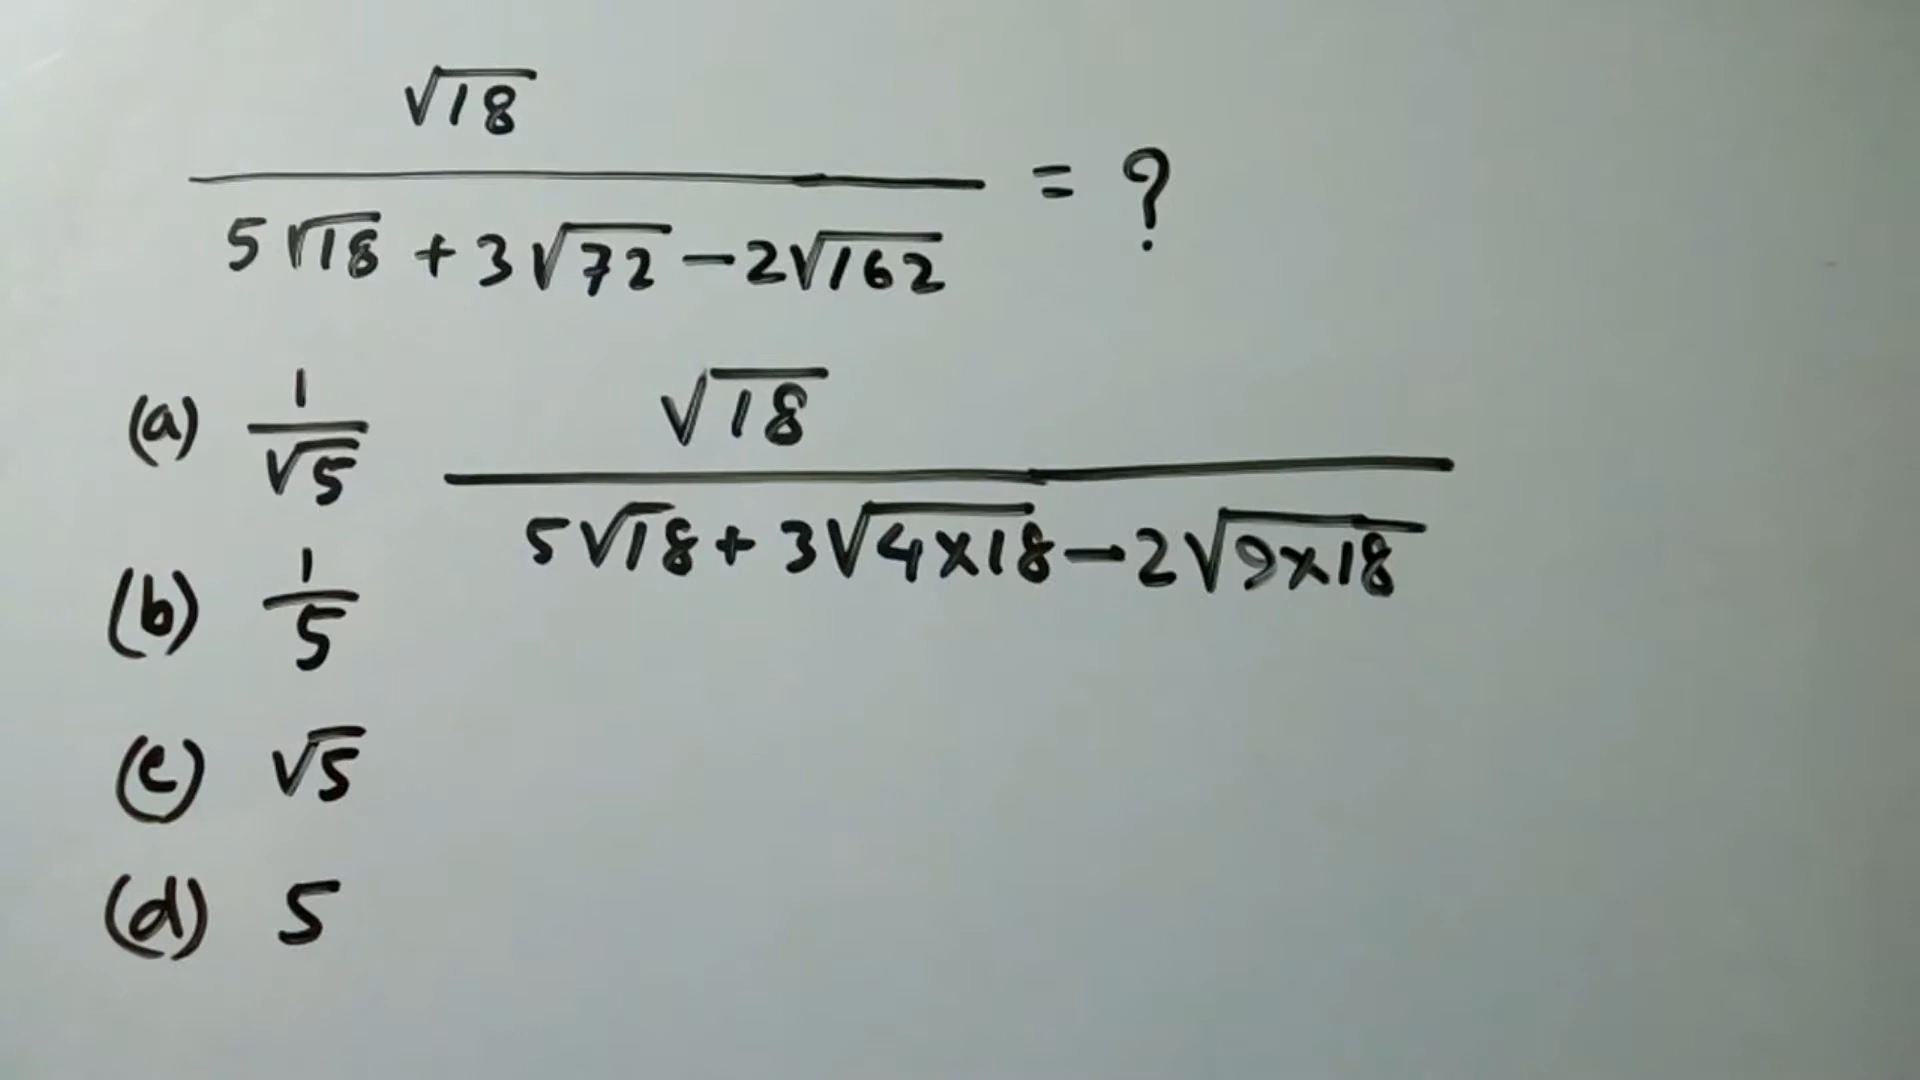 √18
5√18 + 3√72 − 2√162 = ?
(a) 1/√5
√18
5√18 + 3√4×18 − 2√9×18
(b) 1/5
(c) √5
(d) 5